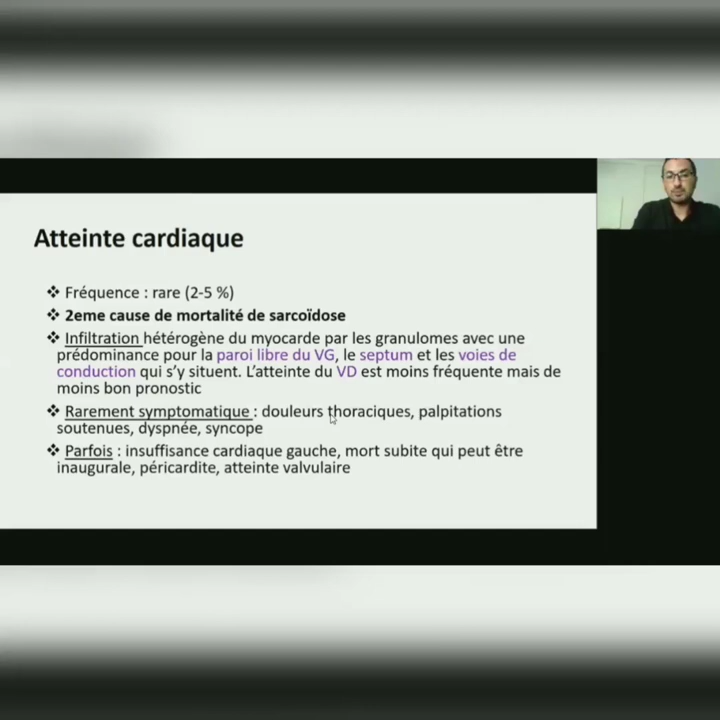 Atteinte cardiaque
❖ Fréquence : rare (2-5 %)
❖ 2eme cause de mortalité de sarcoïdose
❖ Infiltration hétérogène du myocarde par les granulomes avec une
prédominance pour la paroi libre du VG, le septum et les voies de
conduction qui s’y situent. L’atteinte du VD est moins fréquente mais de
moins bon pronostic
❖ Rarement symptomatique : douleurs thoraciques, palpitations
soutenues, dyspnée, syncope
❖ Parfois : insuffisance cardiaque gauche, mort subite qui peut être
inaugurale, péricardite, atteinte valvulaire